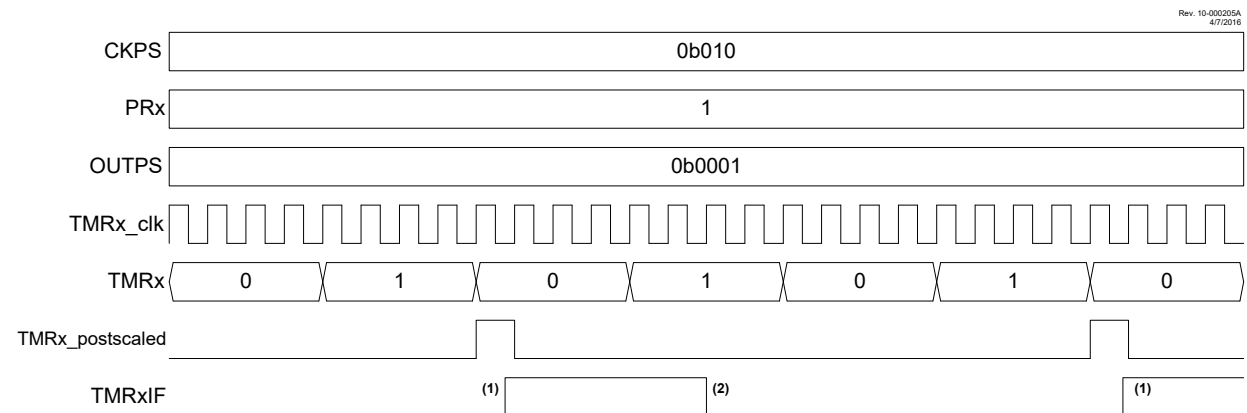 Rev. 10-000205A
4/7/2016
CKPS 0b010
PRx 1
OUTPS 0b0001
TMRx_clk
TMRx 0 1 0 1 0 1 0
TMRx_postscaled
TMRxIF (1) (2) (1)